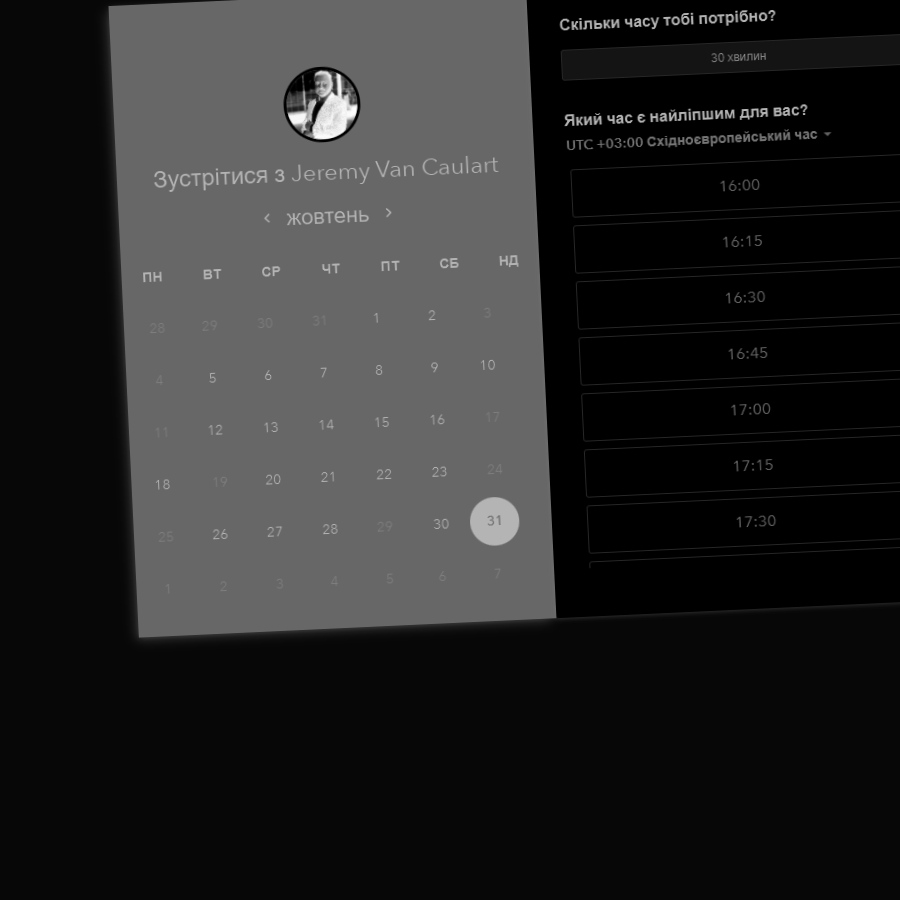 Зустрітися з Jeremy Van Caulart
жовтень
ПН ВТ СР ЧТ ПТ СБ НД
28 29 30 31 1 2 3
4 5 6 7 8 9 10
11 12 13 14 15 16 17
18 19 20 21 22 23 24
25 26 27 28 29 30 31
1 2 3 4 5 6 7
Скільки часу тобі потрібно?
30 хвилин
Який час є найліпшим для вас?
UTC +03:00 Східноєвропейський час
16:00
16:15
16:30
16:45
17:00
17:15
17:30